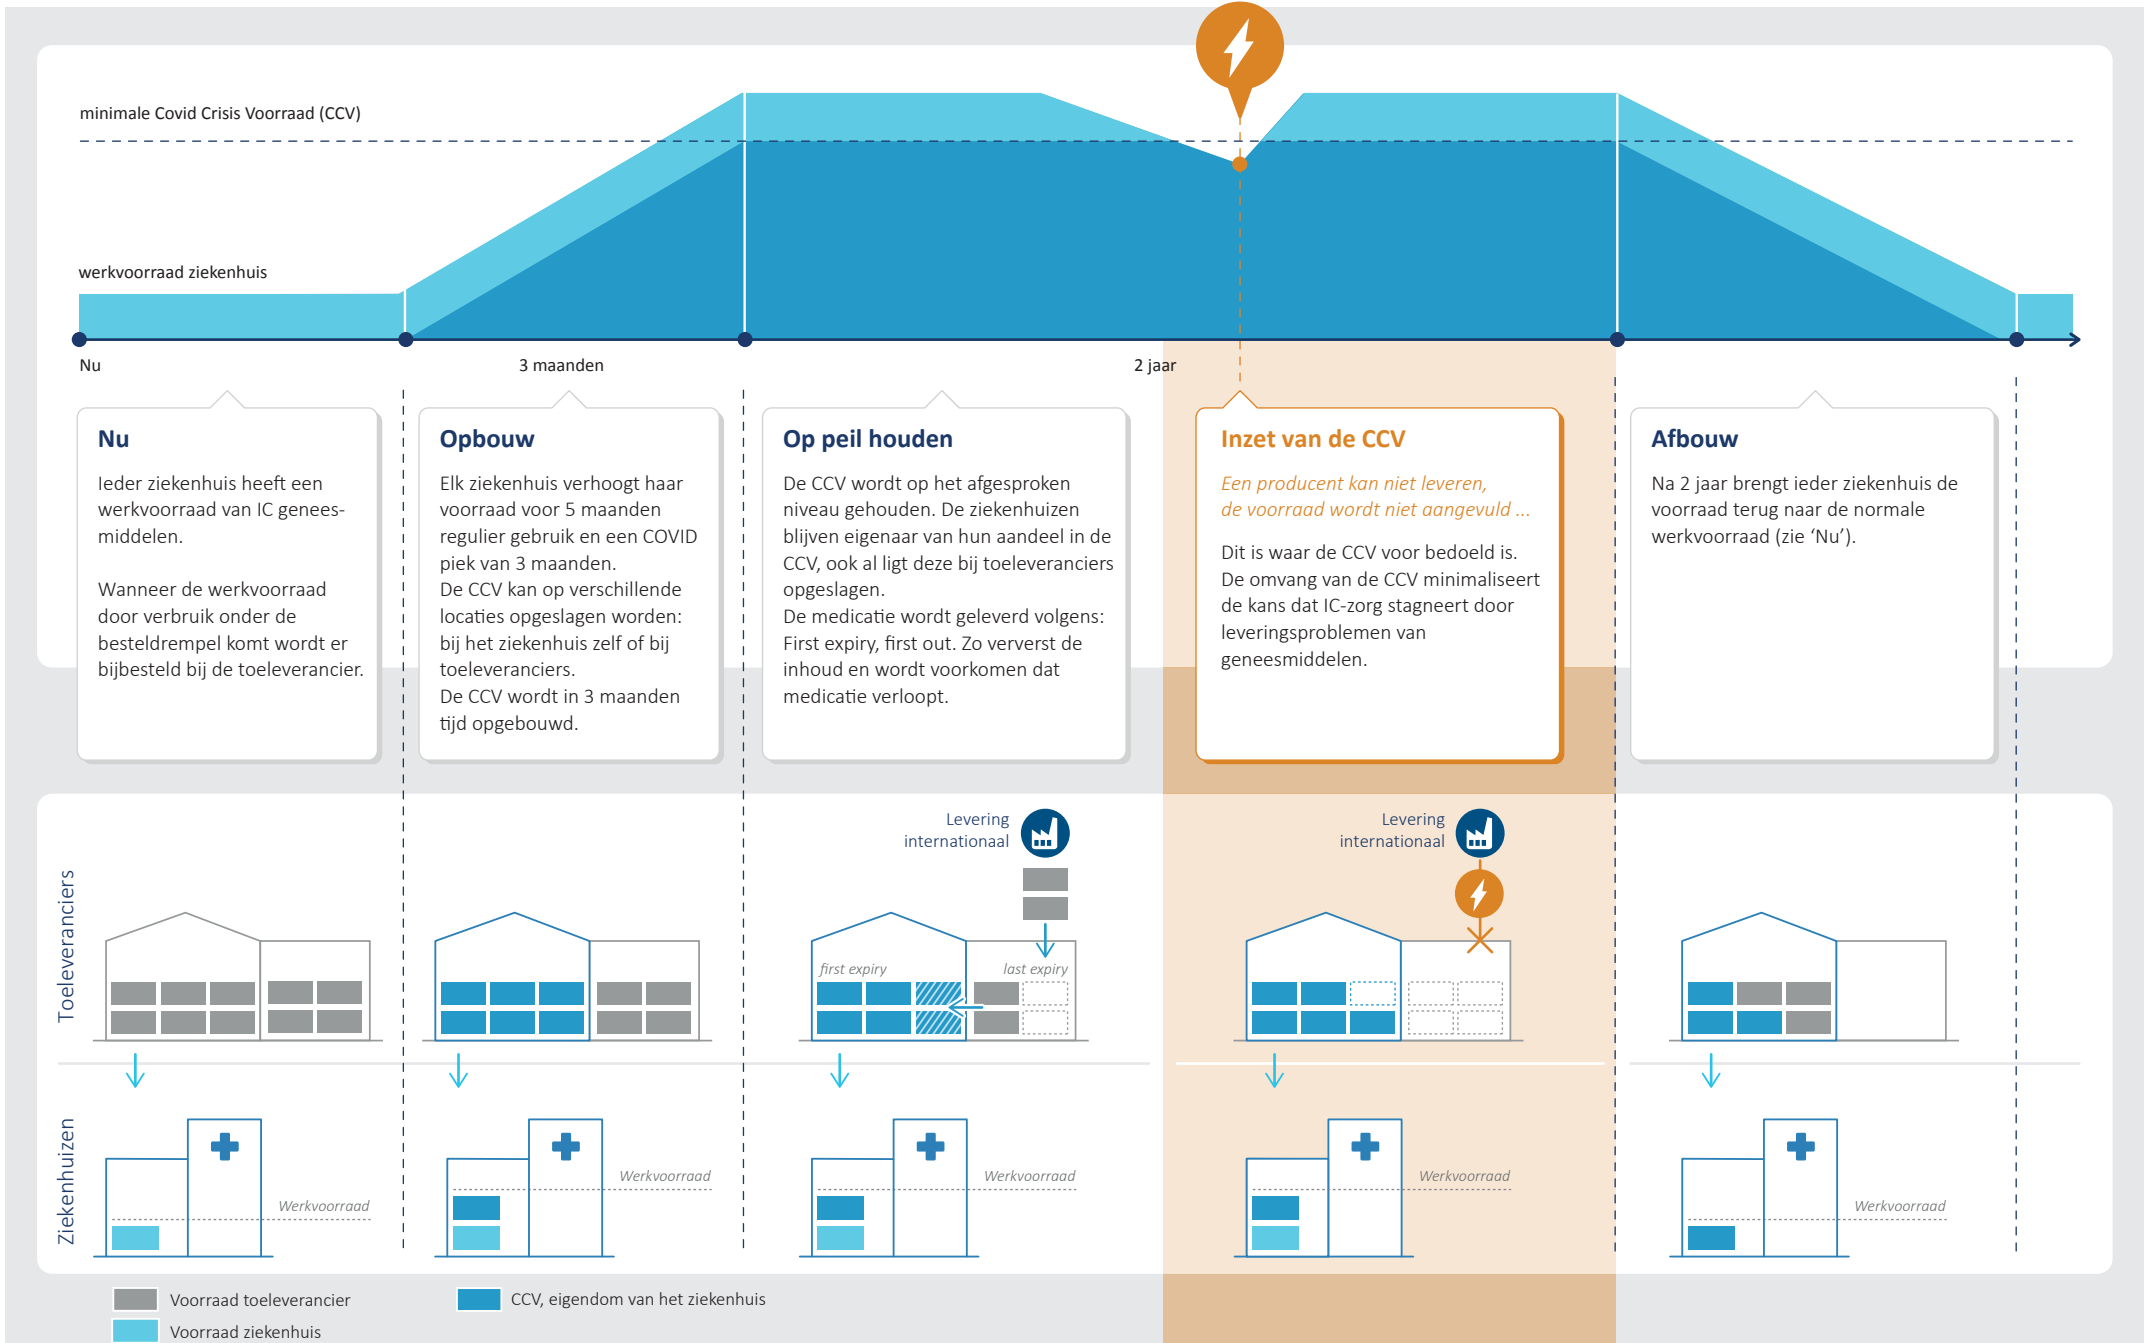 minimale Covid Crisis Voorraad (CCV)
werkvoorraad ziekenhuis
Nu
3 maanden
2 jaar
Nu
Ieder ziekenhuis heeft een
werkvoorraad van IC genees-
middelen.
Wanneer de werkvoorraad
door verbruik onder de
besteldrempel komt wordt er
bijbesteld bij de toeleverancier.
Opbouw
Elk ziekenhuis verhoogt haar
voorraad voor 5 maanden
regulier gebruik en een COVID
piek van 3 maanden.
De CCV kan op verschillende
locaties opgeslagen worden:
bij het ziekenhuis zelf of bij
toeleveranciers.
De CCV wordt in 3 maanden
tijd opgebouwd.
Op peil houden
De CCV wordt op het afgesproken
niveau gehouden. De ziekenhuizen
blijven eigenaar van hun aandeel in de
CCV, ook al ligt deze bij toeleveranciers
opgeslagen.
De medicatie wordt geleverd volgens:
First expiry, first out. Zo ververst de
inhoud en wordt voorkomen dat
medicatie verloopt.
Inzet van de CCV
Een producent kan niet leveren,
de voorraad wordt niet aangevuld ...
Dit is waar de CCV voor bedoeld is.
De omvang van de CCV minimaliseert
de kans dat IC-zorg stagneert door
leveringsproblemen van
geneesmiddelen.
Afbouw
Na 2 jaar brengt ieder ziekenhuis de
voorraad terug naar de normale
werkvoorraad (zie ‘Nu’).
Toeleveranciers
Levering
internationaal
first expiry
last expiry
Levering
internationaal
Ziekenhuizen
Werkvoorraad
Werkvoorraad
Werkvoorraad
Werkvoorraad
Werkvoorraad
Voorraad toeleverancier
CCV, eigendom van het ziekenhuis
Voorraad ziekenhuis